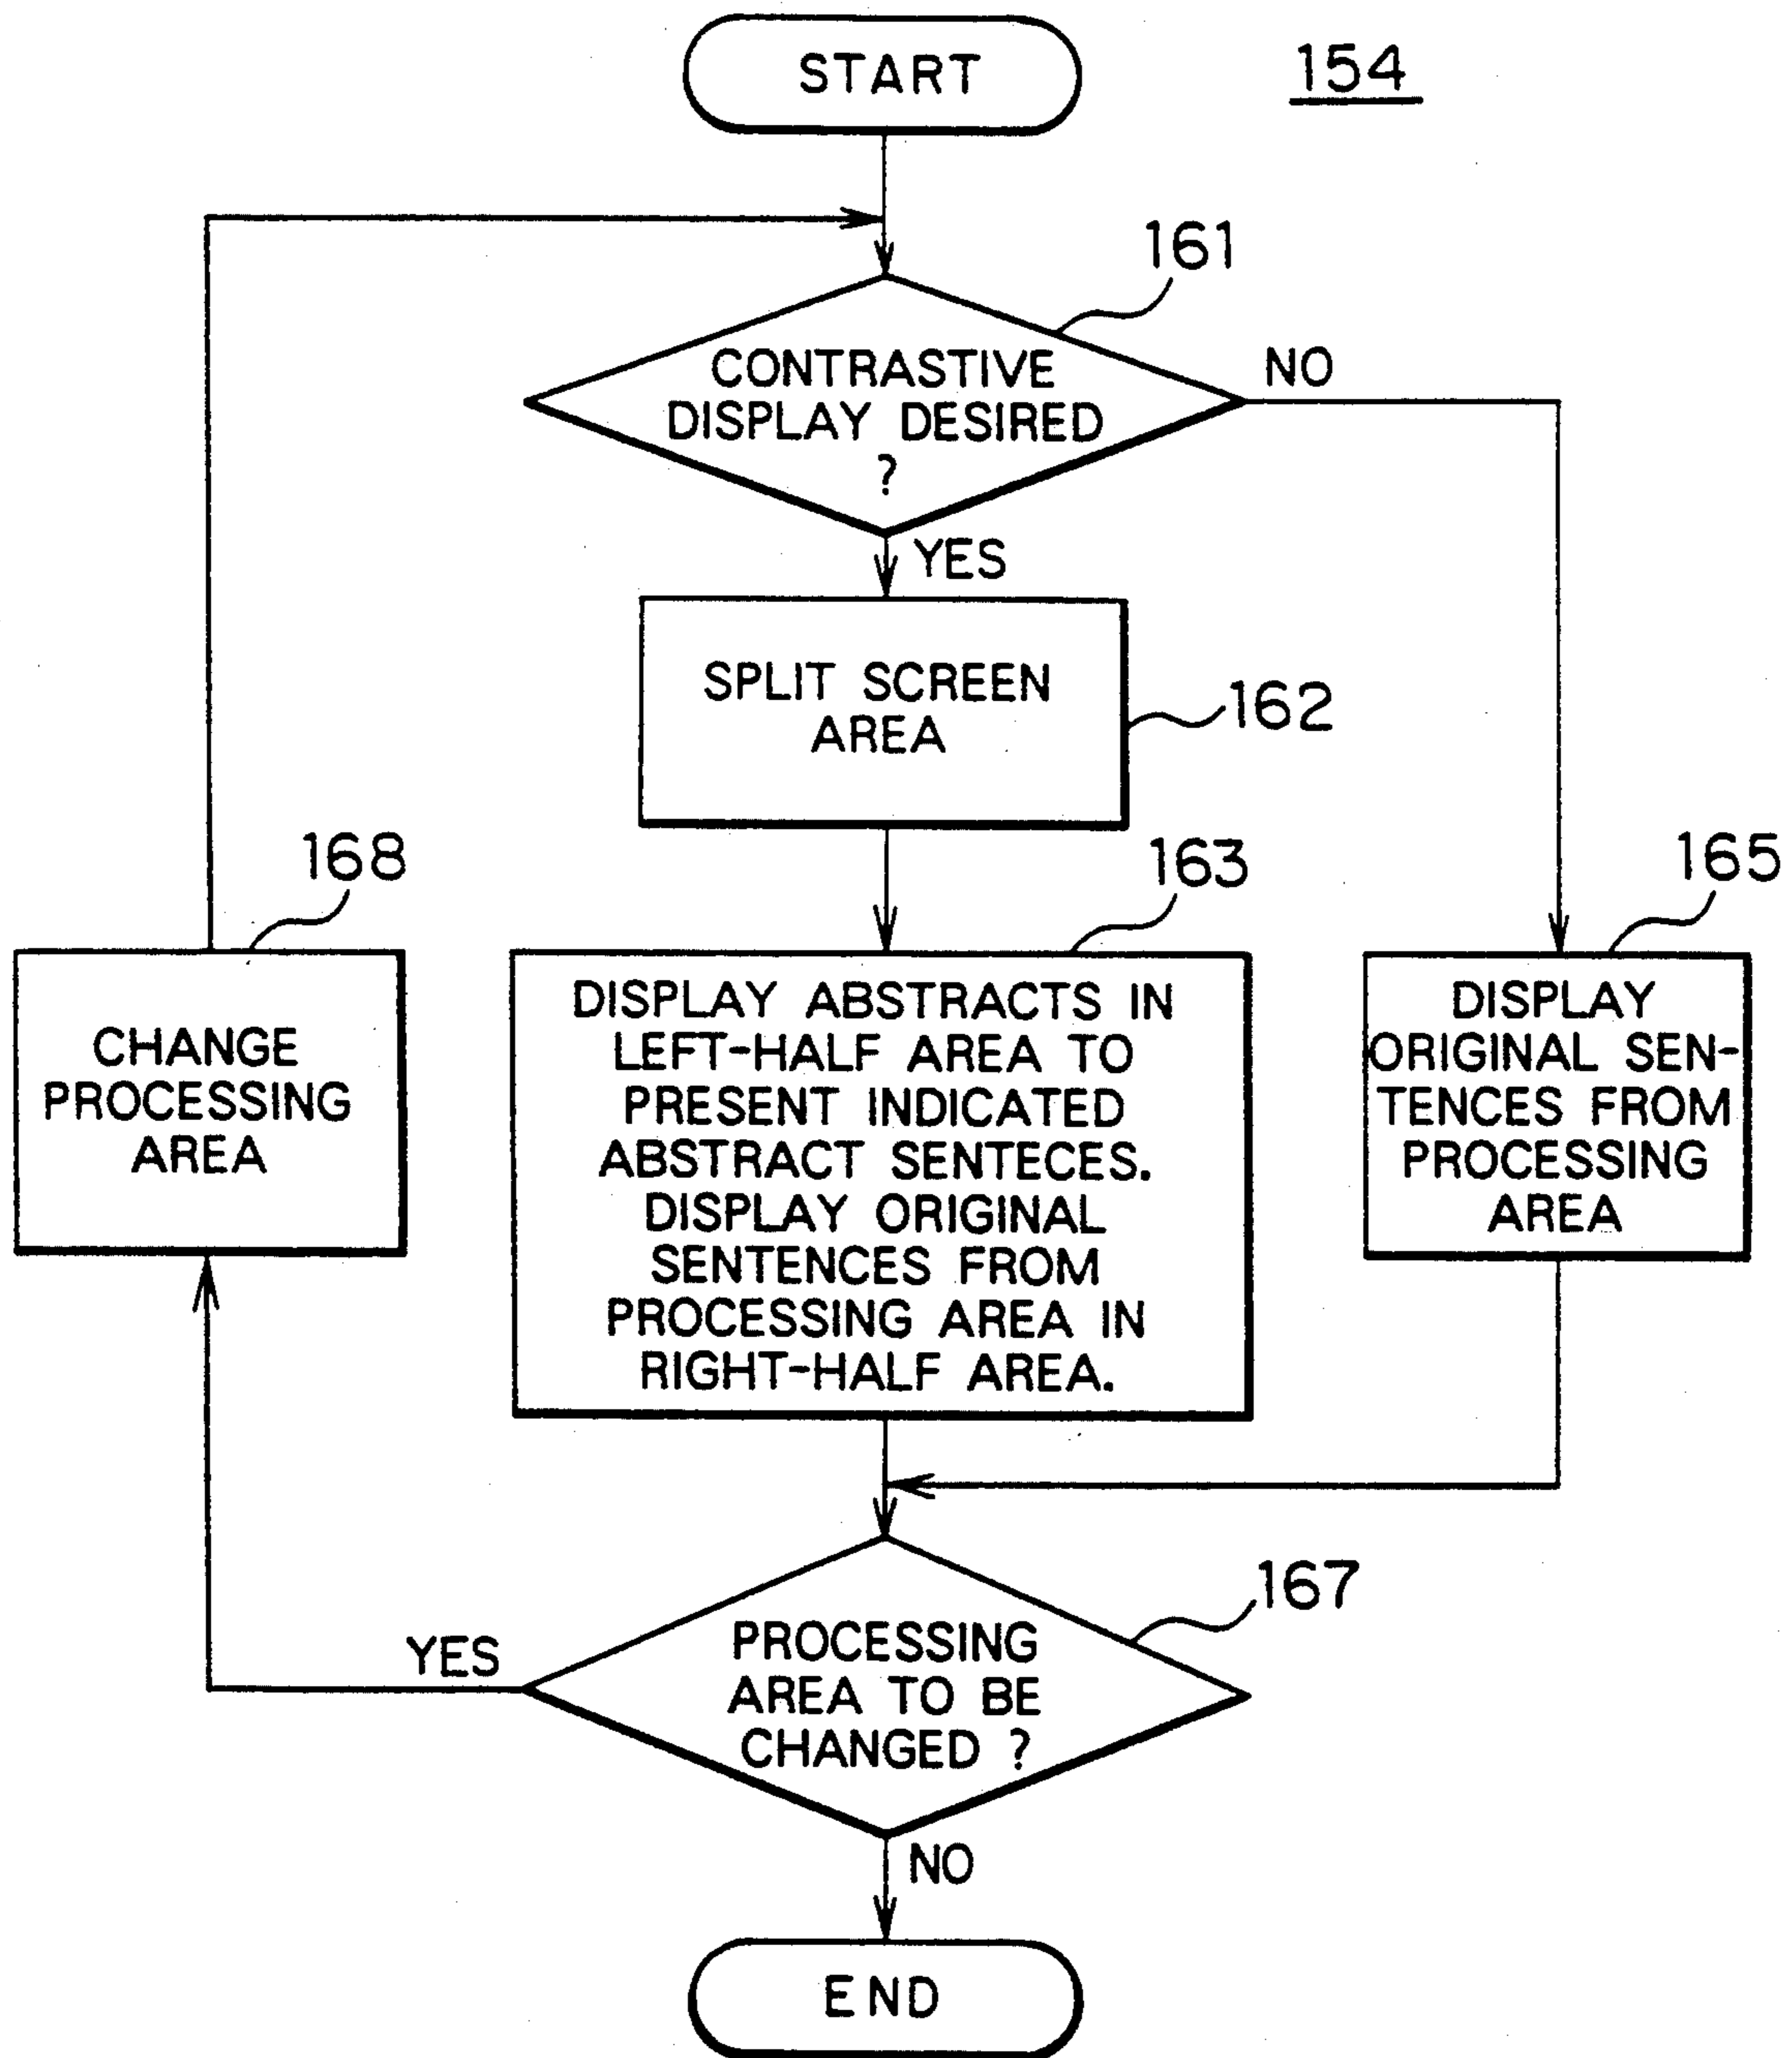 START
154
161
CONTRASTIVE
DISPLAY DESIRED
?
NO
YES
SPLIT SCREEN
AREA
162
168
163
165
CHANGE
PROCESSING
AREA
DISPLAY ABSTRACTS IN
LEFT-HALF AREA TO
PRESENT INDICATED
ABSTRACT SENTECES.
DISPLAY ORIGINAL
SENTENCES FROM
PROCESSING AREA IN
RIGHT-HALF AREA.
DISPLAY
ORIGINAL SEN-
TENCES FROM
PROCESSING
AREA
167
YES
PROCESSING
AREA TO BE
CHANGED ?
NO
END